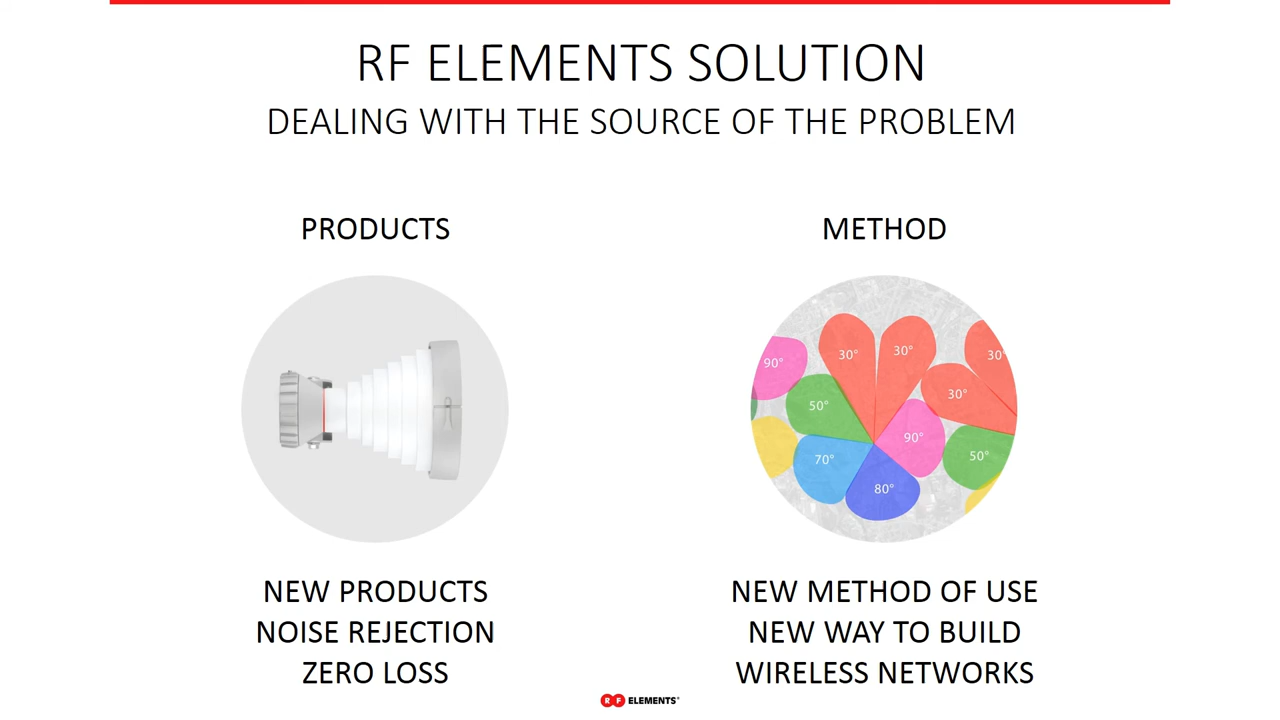 RF ELEMENTS SOLUTION
DEALING WITH THE SOURCE OF THE PROBLEM
PRODUCTS
METHOD
30°
30°
30°
90°
30°
50°
90°
50°
70°
80°
NEW PRODUCTS
NOISE REJECTION
ZERO LOSS
NEW METHOD OF USE
NEW WAY TO BUILD
WIRELESS NETWORKS
RF ELEMENTS®